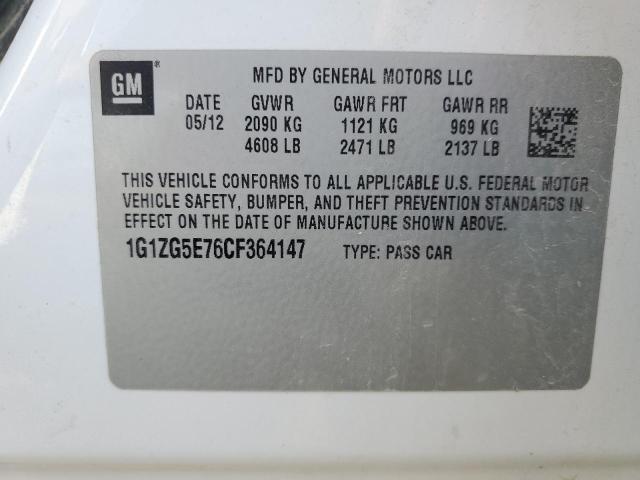 GM ®
MFD BY GENERAL MOTORS LLC
DATE GVWR GAWR FRT GAWR RR
05/12 2090 KG 1121 KG 969 KG
4608 LB 2471 LB 2137 LB
THIS VEHICLE CONFORMS TO ALL APPLICABLE U.S. FEDERAL MOTOR
VEHICLE SAFETY, BUMPER, AND THEFT PREVENTION STANDARDS IN
EFFECT ON THE DATE OF MANUFACTURE SHOWN ABOVE.
1G1ZG5E76CF364147 TYPE: PASS CAR